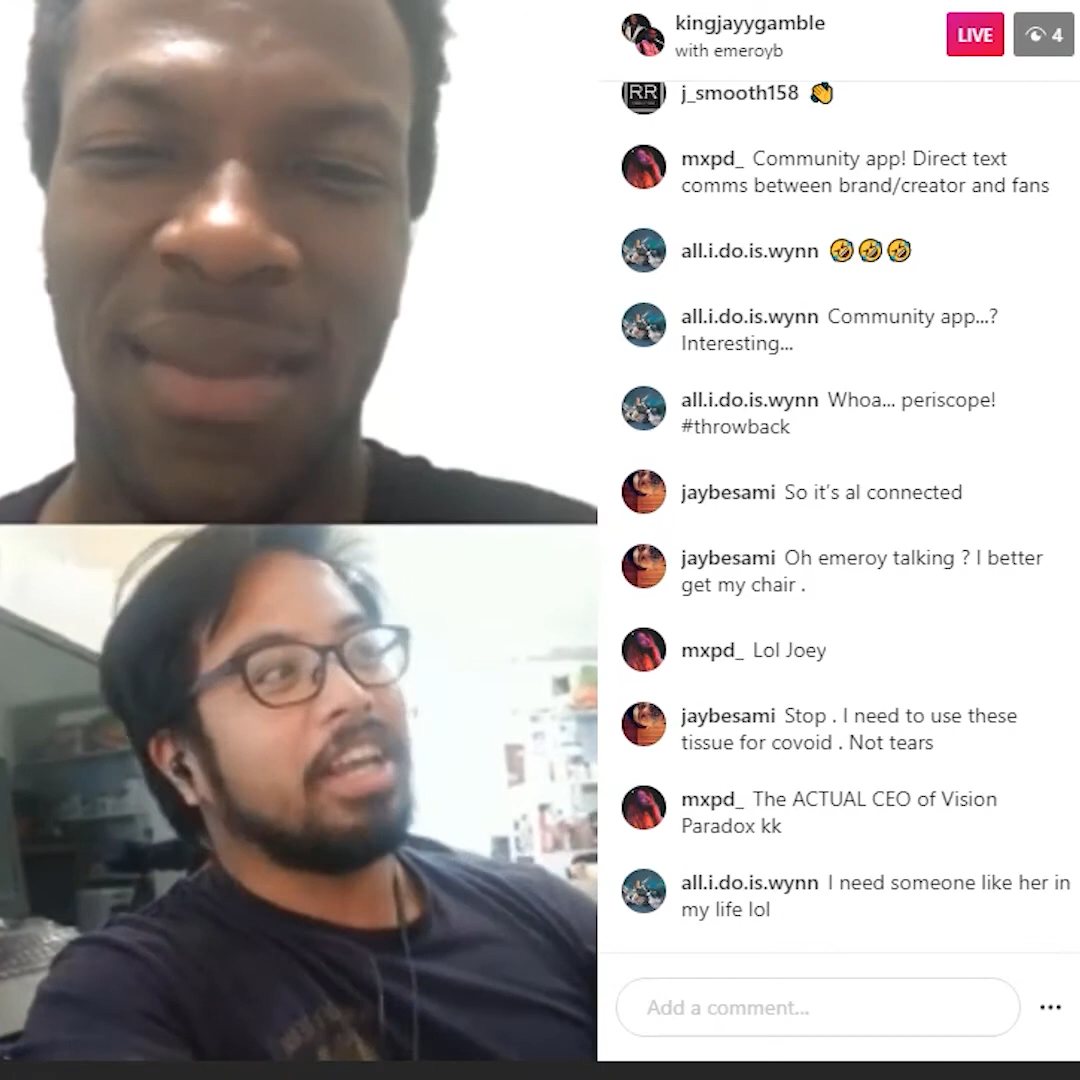 kingjayygamble
with emeroyb
LIVE
4
RR
j_smooth158 👏
mxpd_ Community app! Direct text
comms between brand/creator and fans
all.i.do.is.wynn 🤣🤣🤣
all.i.do.is.wynn Community app...?
Interesting...
all.i.do.is.wynn Whoa... periscope!
#throwback
jaybesami So it’s al connected
jaybesami Oh emeroy talking ? I better
get my chair .
mxpd_ Lol Joey
jaybesami Stop . I need to use these
tissue for covoid . Not tears
mxpd_ The ACTUAL CEO of Vision
Paradox kk
all.i.do.is.wynn I need someone like her in
my life lol
Add a comment...